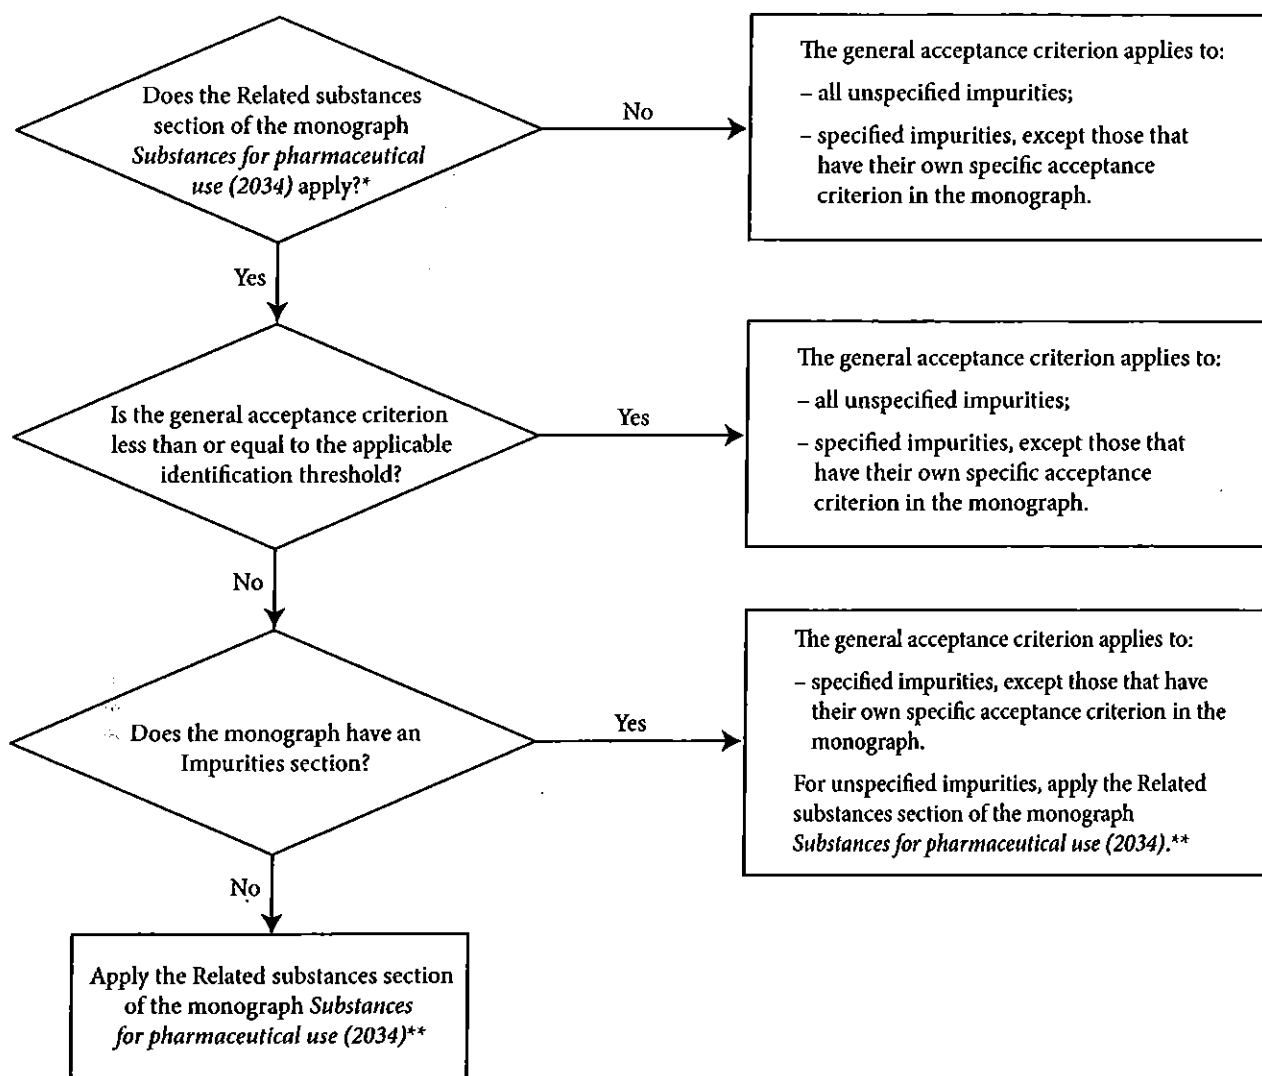 Does the Related substances
section of the monograph
Substances for pharmaceutical
use (2034) apply?*
No
The general acceptance criterion applies to:
– all unspecified impurities;
– specified impurities, except those that
have their own specific acceptance
criterion in the monograph.
Yes
Is the general acceptance criterion
less than or equal to the applicable
identification threshold?
Yes
The general acceptance criterion applies to:
– all unspecified impurities;
– specified impurities, except those that
have their own specific acceptance
criterion in the monograph.
No
Does the monograph have an
Impurities section?
Yes
The general acceptance criterion applies to:
– specified impurities, except those that have
their own specific acceptance criterion in the
monograph.
For unspecified impurities, apply the Related
substances section of the monograph
Substances for pharmaceutical use (2034).**
No
Apply the Related substances section
of the monograph Substances
for pharmaceutical use (2034)**